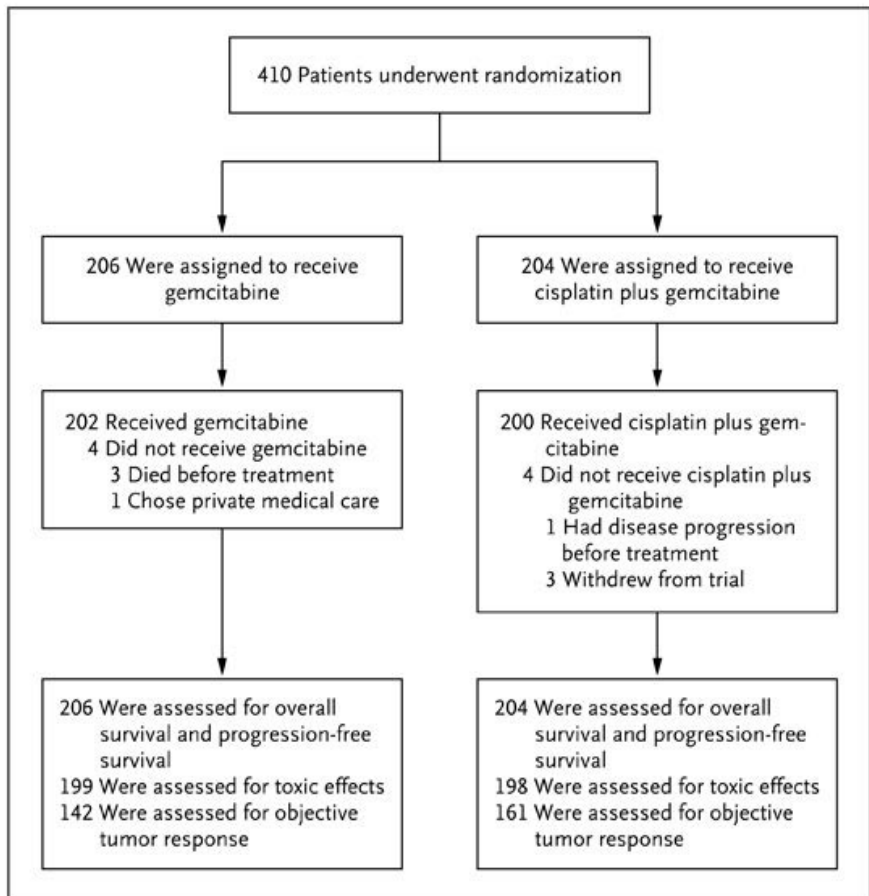 410 Patients underwent randomization
206 Were assigned to receive
gemcitabine
204 Were assigned to receive
cisplatin plus gemcitabine
202 Received gemcitabine
4 Did not receive gemcitabine
3 Died before treatment
1 Chose private medical care
200 Received cisplatin plus gem-
citabine
4 Did not receive cisplatin plus
gemcitabine
1 Had disease progression
before treatment
3 Withdrew from trial
206 Were assessed for overall
survival and progression-free
survival
199 Were assessed for toxic effects
142 Were assessed for objective
tumor response
204 Were assessed for overall
survival and progression-free
survival
198 Were assessed for toxic effects
161 Were assessed for objective
tumor response